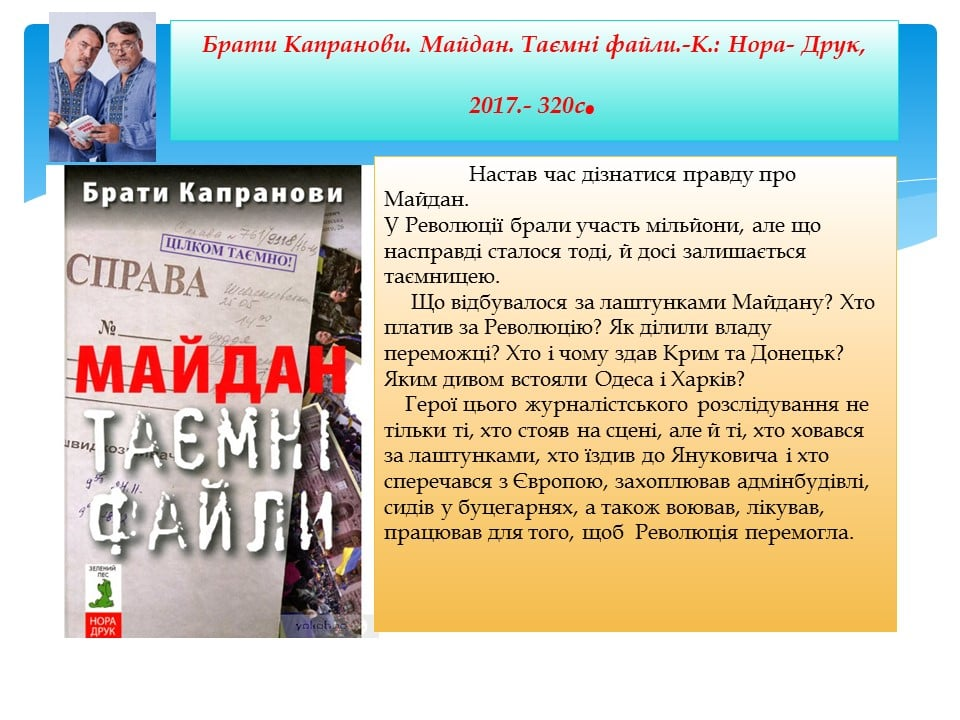 Брати Капранови. Майдан. Таємні файли.-К.: Нора- Друк,
2017.- 320с.
Брати Капранови
ЦІЛКОМ ТАЄМНО!
СПРАВА
№
МАЙДАН
ТАЄМНІ
ФАЙЛИ
ЗЕЛЕНИЙ
ПЕС
НОРА
ДРУК
Настав час дізнатися правду про
Майдан.
У Революції брали участь мільйони, але що
насправді сталося тоді, й досі залишається
таємницею.
Що відбувалося за лаштунками Майдану? Хто
платив за Революцію? Як ділили владу
переможці? Хто і чому здав Крим та Донецьк?
Яким дивом встояли Одеса і Харків?
Герої цього журналістського розслідування не
тільки ті, хто стояв на сцені, але й ті, хто ховався
за лаштунками, хто їздив до Януковича і хто
сперечався з Європою, захоплював адмінбудівлі,
сидів у буцегарнях, а також воював, лікував,
працював для того, щоб Революція перемогла.